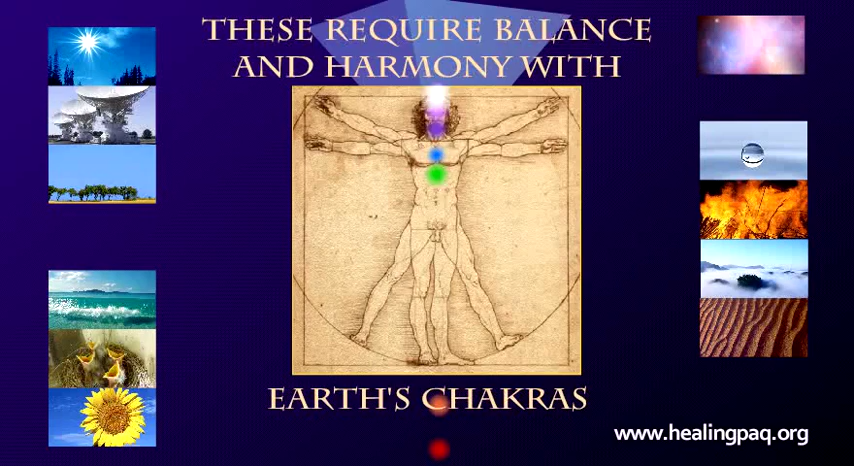 THESE REQUIRE BALANCE
AND HARMONY WITH
EARTH'S CHAKRAS
www.healingpaq.org